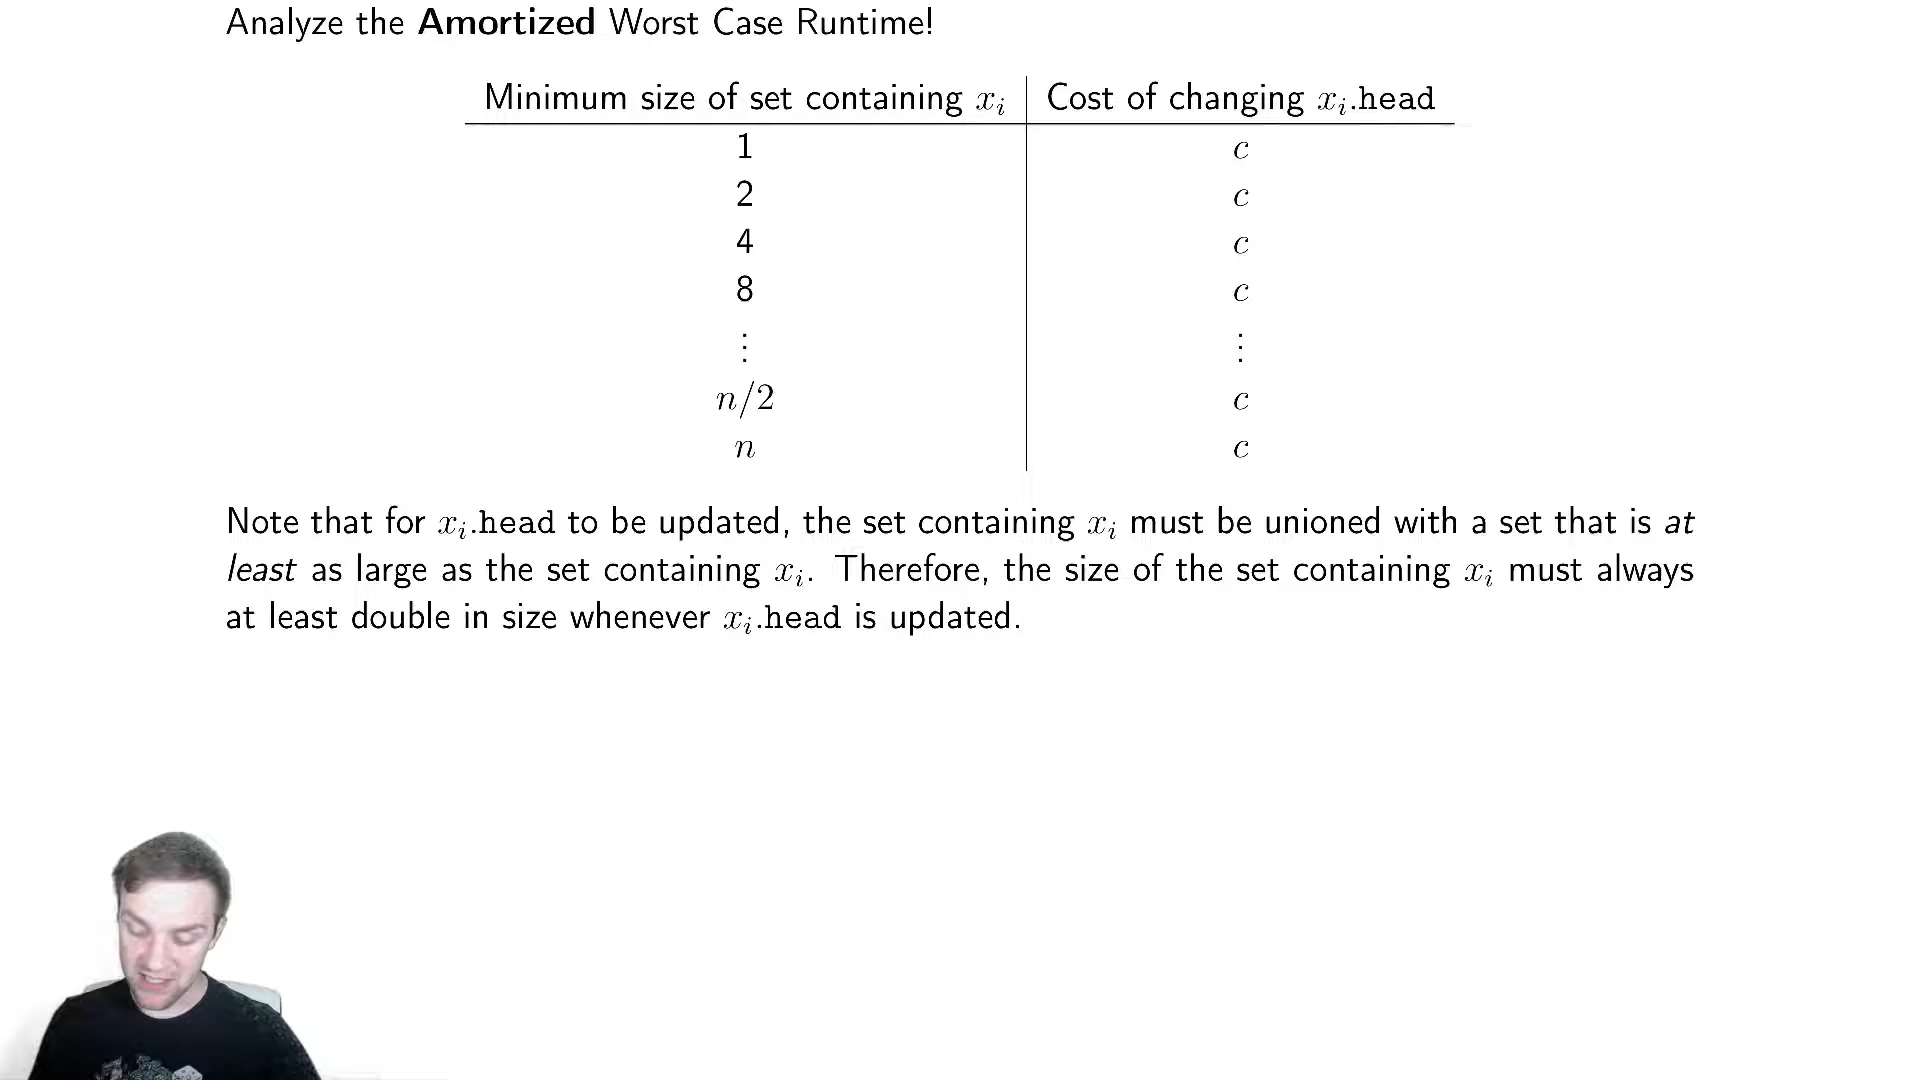 Analyze the Amortized Worst Case Runtime!
Minimum size of set containing $x_i$ | Cost of changing $x_i$.head
1 | $c$
2 | $c$
4 | $c$
8 | $c$
⋮ | ⋮
$n/2$ | $c$
$n$ | $c$
Note that for $x_i$.head to be updated, the set containing $x_i$ must be unioned with a set that is at
least as large as the set containing $x_i$. Therefore, the size of the set containing $x_i$ must always
at least double in size whenever $x_i$.head is updated.